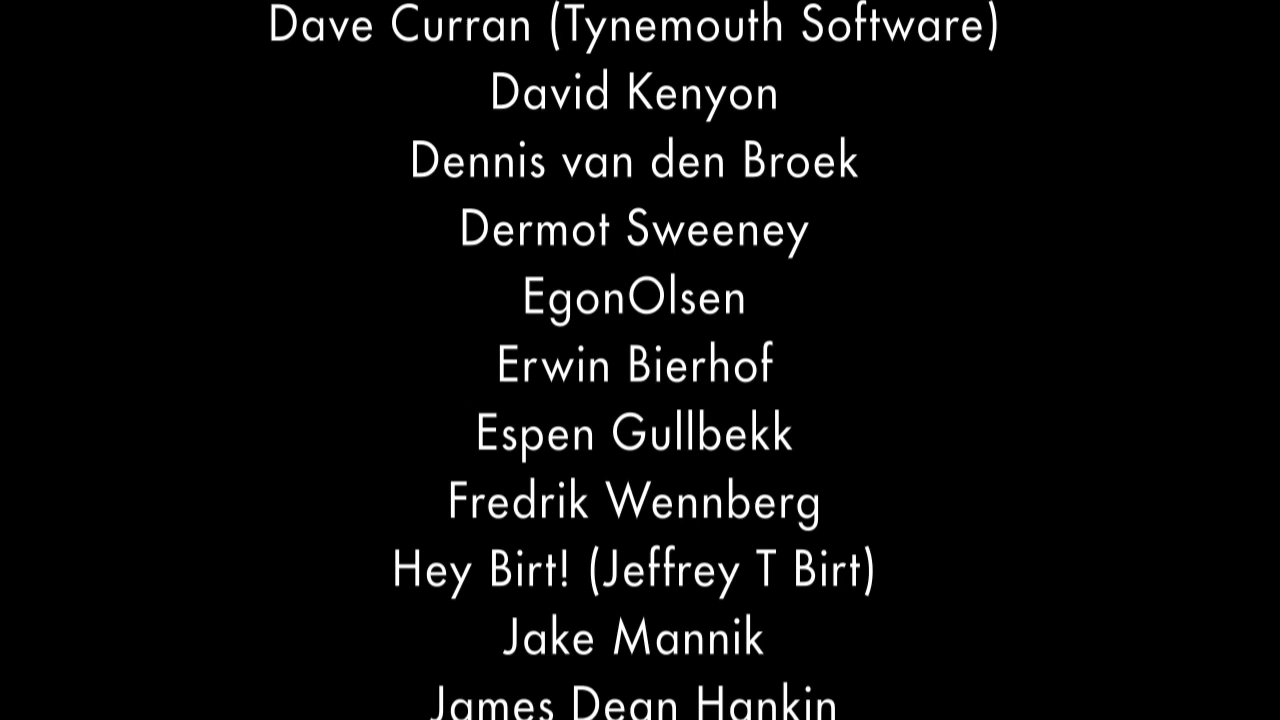 Dave Curran (Tynemouth Software)
David Kenyon
Dennis van den Broek
Dermot Sweeney
EgonOlsen
Erwin Bierhof
Espen Gullbekk
Fredrik Wennberg
Hey Birt! (Jeffrey T Birt)
Jake Mannik
James Dean Hankin